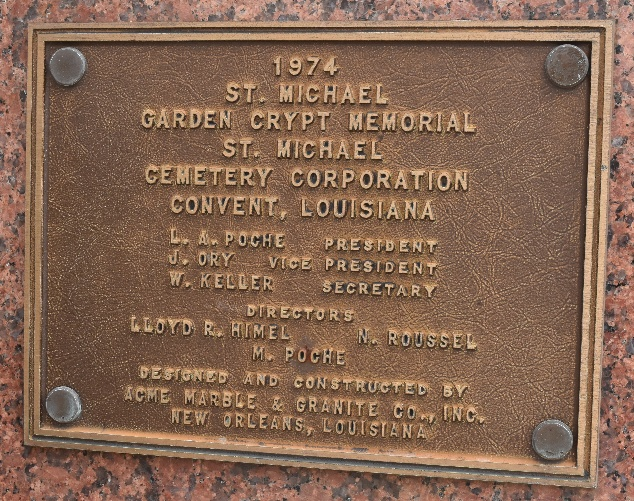 1974
ST. MICHAEL
GARDEN CRYPT MEMORIAL
ST. MICHAEL
CEMETERY CORPORATION
CONVENT, LOUISIANA
L. A. POCHE PRESIDENT
J. ORY VICE PRESIDENT
W. KELLER SECRETARY
DIRECTORS
LLOYD R. HIMEL N. ROUSSEL
M. POCHE
DESIGNED AND CONSTRUCTED BY
ACME MARBLE & GRANITE CO., INC.
NEW ORLEANS, LOUISIANA